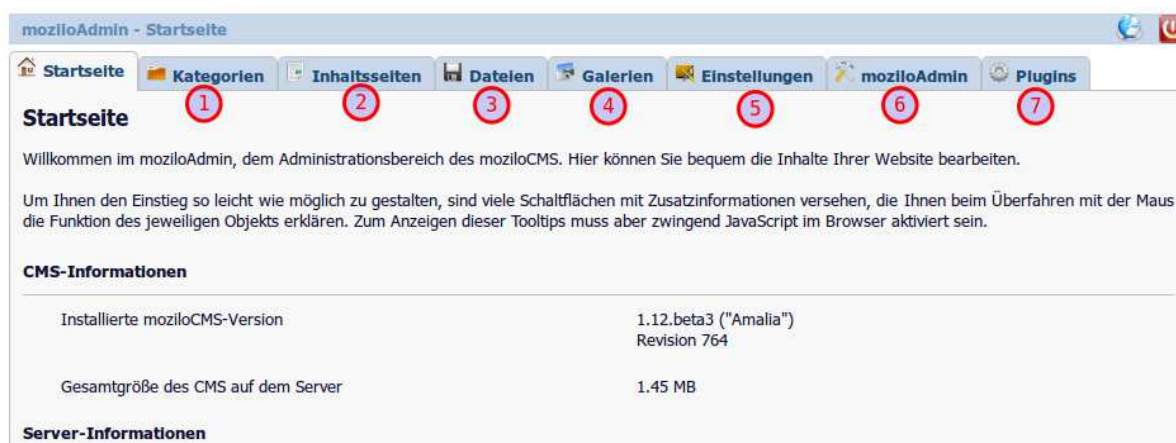 moziloAdmin - Startseite
Startseite Kategorien Inhaltsseiten Dateien Galerien Einstellungen moziloAdmin Plugins
1 2 3 4 5 6 7
Startseite
Willkommen im moziloAdmin, dem Administrationsbereich des moziloCMS. Hier können Sie bequem die Inhalte Ihrer Website bearbeiten.
Um Ihnen den Einstieg so leicht wie möglich zu gestalten, sind viele Schaltflächen mit Zusatzinformationen versehen, die Ihnen beim Überfahren mit der Maus
die Funktion des jeweiligen Objekts erklären. Zum Anzeigen dieser Tooltips muss aber zwingend JavaScript im Browser aktiviert sein.
CMS-Informationen
Installierte moziloCMS-Version 1.12.beta3 ("Amalia")
Revision 764
Gesamtgröße des CMS auf dem Server 1.45 MB
Server-Informationen